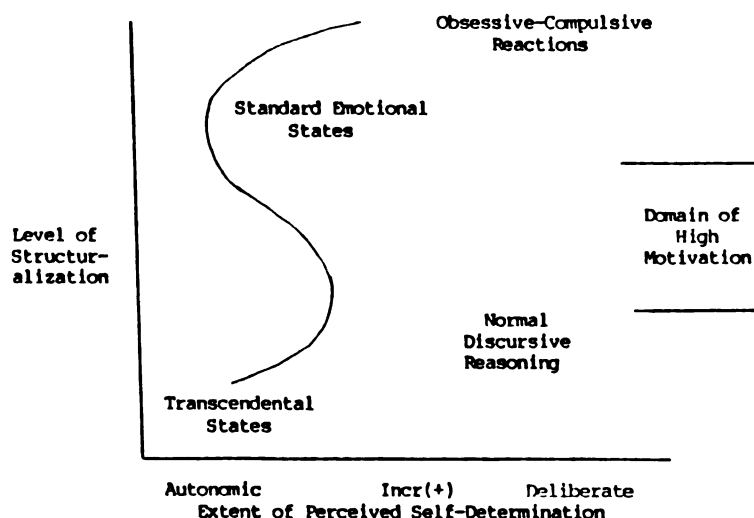 Obsessive-Compulsive
Reactions
Standard Emotional
States
Level of
Structur-
alization
Domain of
High
Motivation
Normal
Discursive
Reasoning
Transcendental
States
Autonomic Incr(+) Deliberate
Extent of Perceived Self-Determination